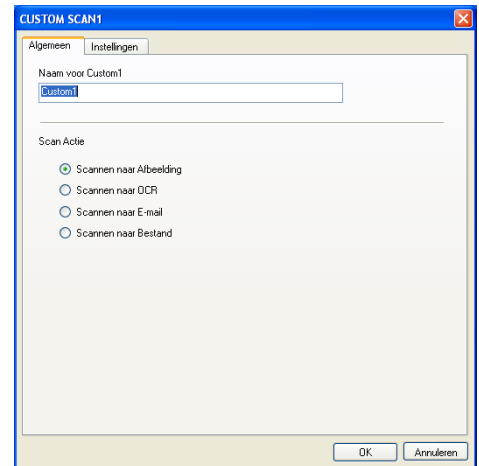 CUSTOM SCAN1
Algemeen Instellingen
Naam voor Custom1
Custom1
Scan Actie
Scannen naar Afbeelding
Scannen naar OCR
Scannen naar E-mail
Scannen naar Bestand
OK Annuleren